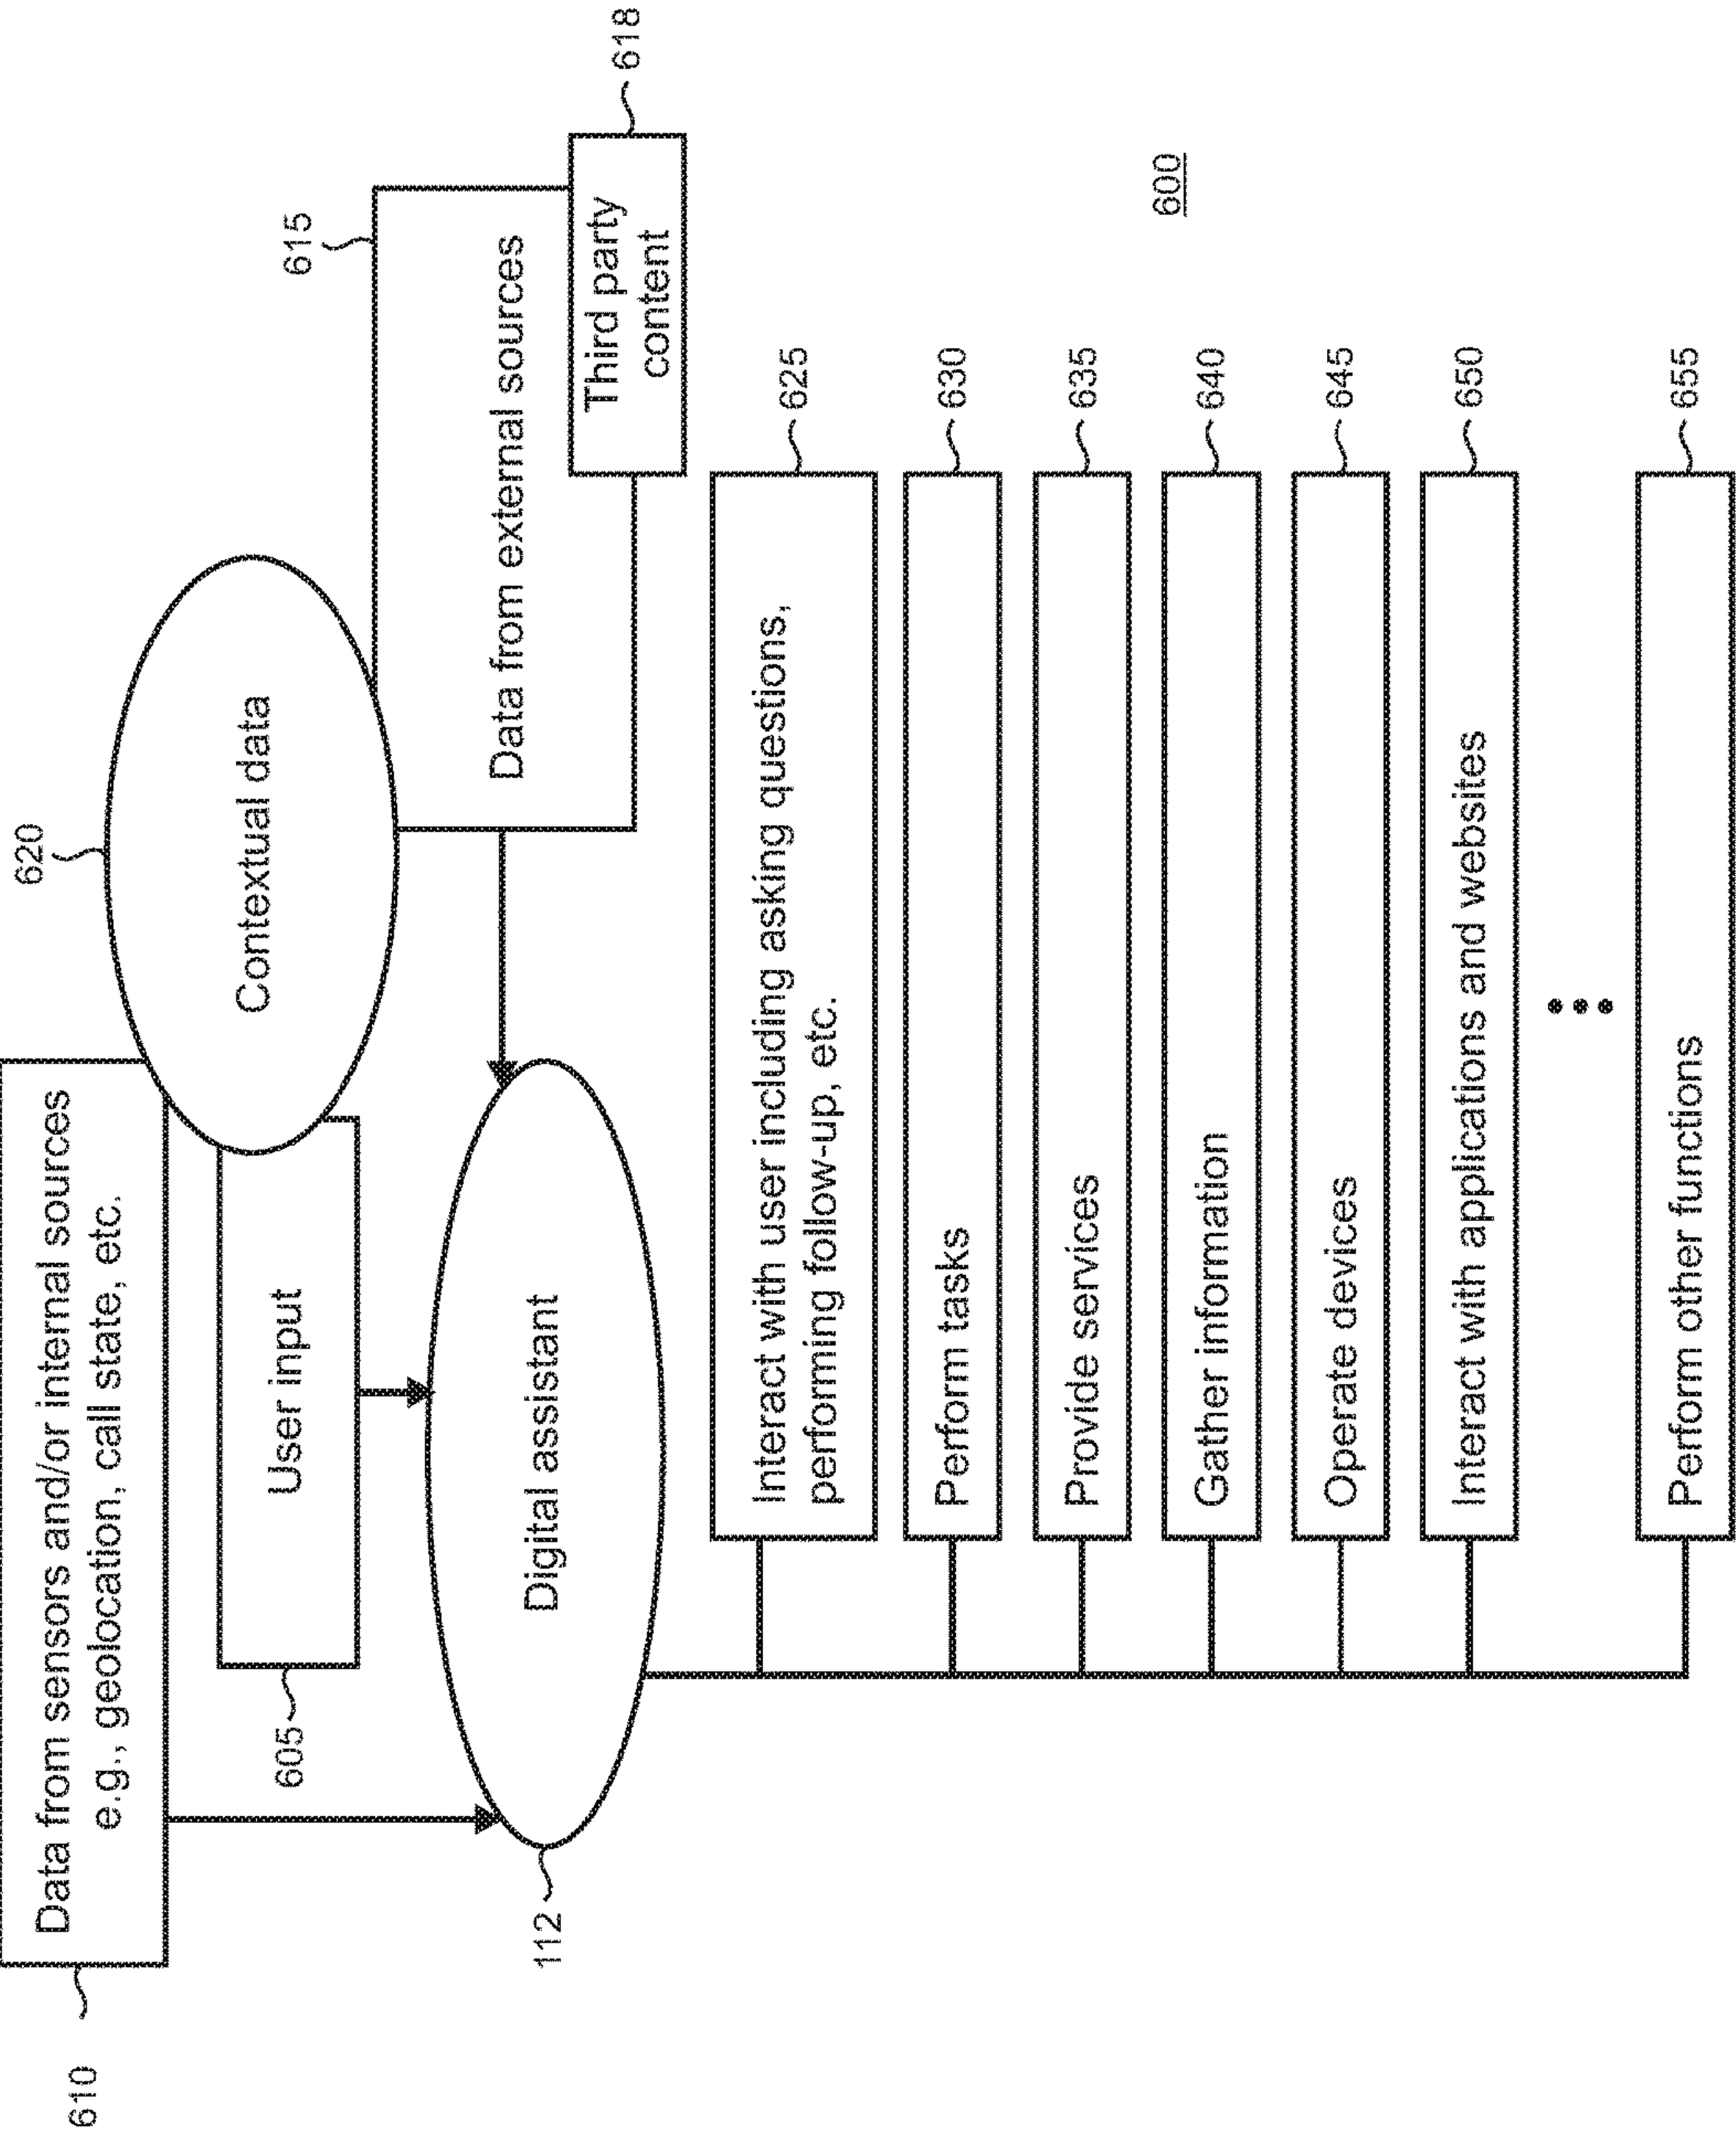 610
Data from sensors and/or internal sources
e.g., geolocation, call state, etc.
620
Contextual data
605
User input
615
Data from external sources
618
Third party
content
112
Digital assistant
Interact with user including asking questions,
performing follow-up, etc.
625
Perform tasks
630
Provide services
635
Gather information
640
Operate devices
645
Interact with applications and websites
650
Perform other functions
655
600